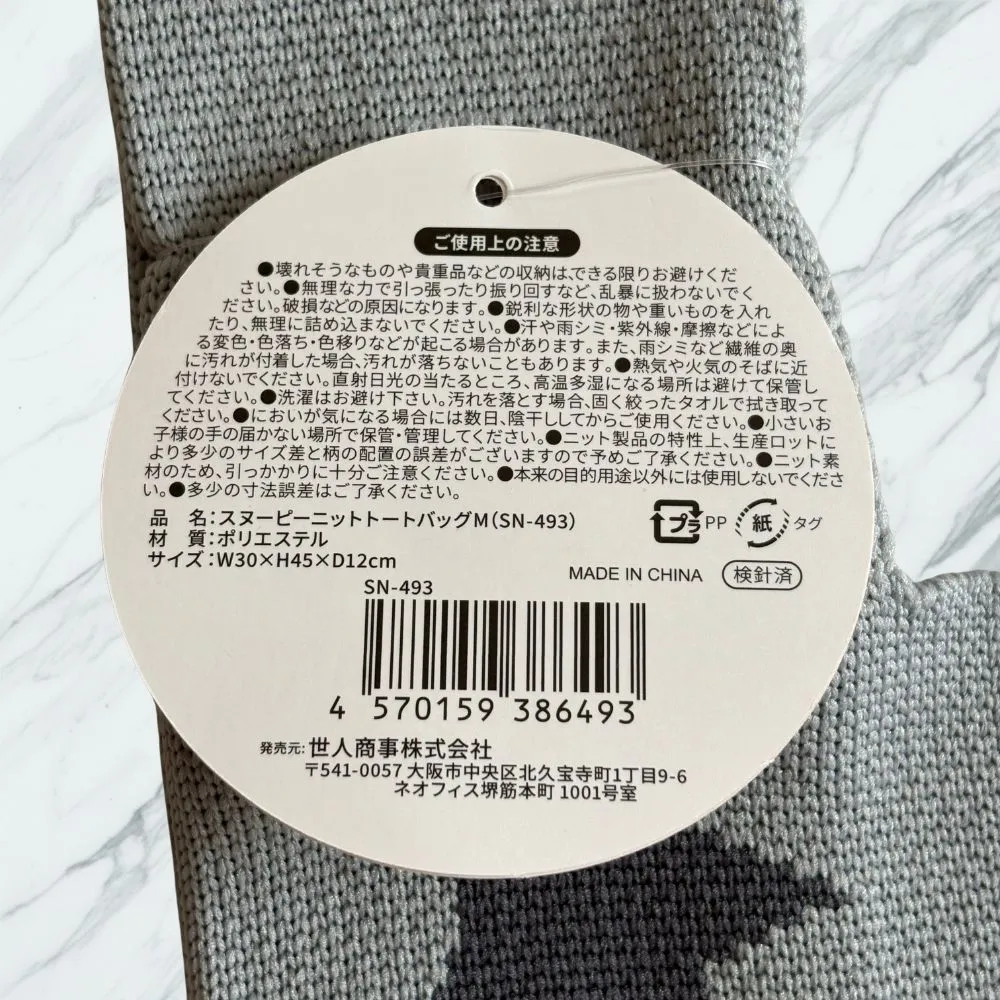 ご使用上の注意
●壊れそうなものや貴重品などの収納は、できる限りお避けくだ
さい。●無理な力で引っ張ったり振り回すなど、乱暴に扱わないでく
ださい。破損などの原因になります。●鋭利な形状の物や重いものを入れ
たり、無理に詰め込まないでください。●汗や雨シミ・紫外線・摩擦などによ
る変色・色落ち・色移りなどが起こる場合があります。また、雨シミなど繊維の奥
に汚れが付着した場合、汚れが落ちないこともあります。●熱気や火気のそばに近
付けないでください。直射日光の当たるところ、高温多湿になる場所は避けて保管し
てください。●洗濯はお避け下さい。汚れを落とす場合、固く絞ったタオルで拭き取って
ください。●においが気になる場合には数日、陰干ししてからご使用ください。●小さいお
子様の手の届かない場所で保管・管理してください。●ニット製品の特性上、生産ロットに
より多少のサイズ差と柄の配置の誤差がございますので予めご了承ください。●ニット素
材のため、引っかかりに十分ご注意ください。●本来の目的用途以外には使用しないでくださ
い。●多少の寸法誤差はご了承ください。
品 名:スヌーピーニットトートバッグM(SN-493)
材 質:ポリエステル
サイズ:W30×H45×D12cm
プラ PP 紙 タグ
MADE IN CHINA 検針済
SN-493
4 570159 386493
発売元:世人商事株式会社
〒541-0057 大阪市中央区北久宝寺町1丁目9-6
ネオフィス堺筋本町 1001号室